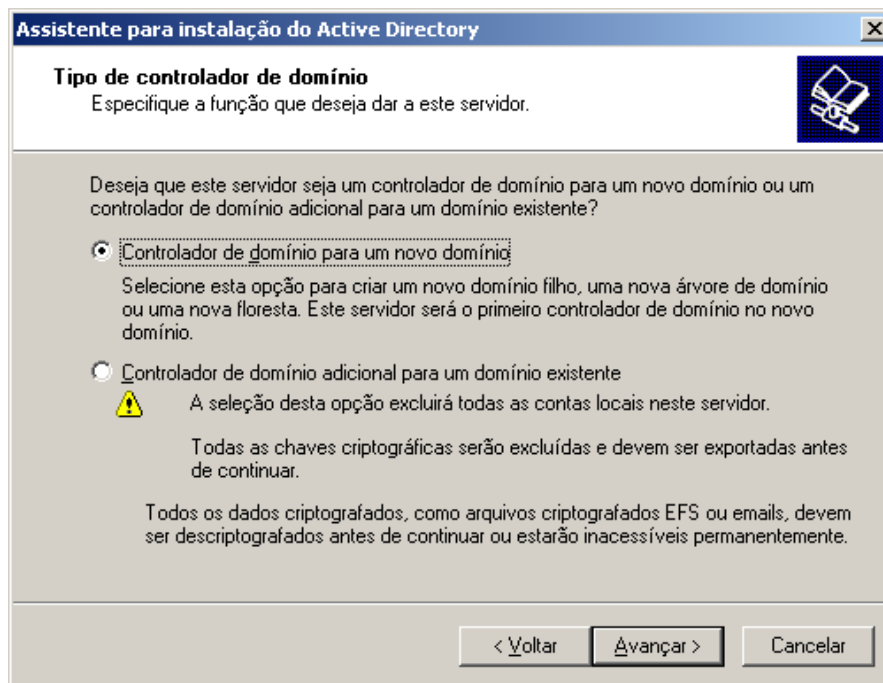 Assistente para instalação do Active Directory
Tipo de controlador de domínio
Especifique a função que deseja dar a este servidor.
Deseja que este servidor seja um controlador de domínio para um novo domínio ou um
controlador de domínio adicional para um domínio existente?
Controlador de domínio para um novo domínio
Selecione esta opção para criar um novo domínio filho, uma nova árvore de domínio
ou uma nova floresta. Este servidor será o primeiro controlador de domínio no novo
domínio.
Controlador de domínio adicional para um domínio existente
A seleção desta opção excluirá todas as contas locais neste servidor.
Todas as chaves criptográficas serão excluídas e devem ser exportadas antes
de continuar.
Todos os dados criptografados, como arquivos criptografados EFS ou emails, devem
ser descriptografados antes de continuar ou estarão inacessíveis permanentemente.
< Voltar Avançar > Cancelar